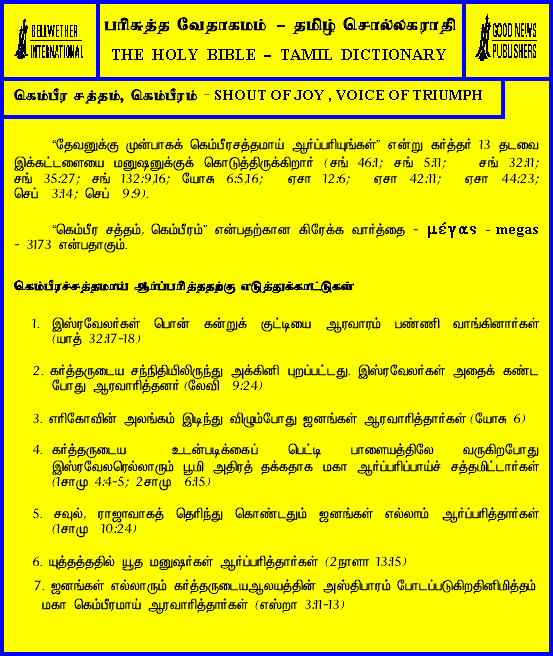 BELLWETHER
INTERNATIONAL
பரிசுத்த வேதாகமம் – தமிழ் சொல்லகராதி
THE HOLY BIBLE – TAMIL DICTIONARY
GOOD NEWS
PUBLISHERS
கெம்பீர சத்தம், கெம்பீரம் – SHOUT OF JOY , VOICE OF TRIUMPH
“தேவனுக்கு முன்பாகக் கெம்பீரசத்தமாய் ஆர்ப்பரியுங்கள்” என்று கர்த்தர் 13 தடவை
இக்கட்டளையை மனுஷனுக்குக் கொடுத்திருக்கிறார் (சங் 46:1; சங் 5:11; சங் 32:11;
சங் 35:27; சங் 132:9,16; யோசு 6:5,16; ஏசா 12:6; ஏசா 42:11; ஏசா 44:23;
செப் 3:14; செப் 9:9).
“கெம்பீர சத்தம், கெம்பீரம்” என்பதற்கான கிரேக்க வார்த்தை - μέγας - megas
- 3173 என்பதாகும்.
கெம்பீரச்சத்தமாய் ஆர்ப்பரித்ததற்கு எடுத்துக்காட்டுகள்
1. இஸ்ரவேலர்கள் பொன் கன்றுக் குட்டியை ஆரவாரம் பண்ணி வாங்கினார்கள்
(யாத் 32:17-18)
2. கர்த்தருடைய சந்நிதியிலிருந்து அக்கினி புறப்பட்டது. இஸ்ரவேலர்கள் அதைக் கண்ட
போது ஆரவாரித்தனர் (லேவி 9:24)
3. எரிகோவின் அலங்கம் இடிந்து விழும்போது ஜனங்கள் ஆரவாரித்தார்கள் (யோசு 6)
4. கர்த்தருடைய உடன்படிக்கைப் பெட்டி பாளையத்திலே வருகிறபோது
இஸ்ரவேலரெல்லாரும் பூமி அதிரத் தக்கதாக மகா ஆர்ப்பரிப்பாய்ச் சத்தமிட்டார்கள்
(1சாமு 4:4-5; 2சாமு 6:15)
5. சவுல், ராஜாவாகத் தெரிந்து கொண்டதும் ஜனங்கள் எல்லாம் ஆர்ப்பரித்தார்கள்
(1சாமு 10:24)
6. யுத்தத்ததில் யூத மனுஷர்கள் ஆர்ப்பரித்தார்கள் (2நாளா 13:15)
7. ஜனங்கள் எல்லாரும் கர்த்தருடையஆலயத்தின் அஸ்திபாரம் போடப்படுகிறதினிமித்தம்
மகா கெம்பீரமாய் ஆரவாரித்தார்கள் (எஸ்றா 3:11-13)